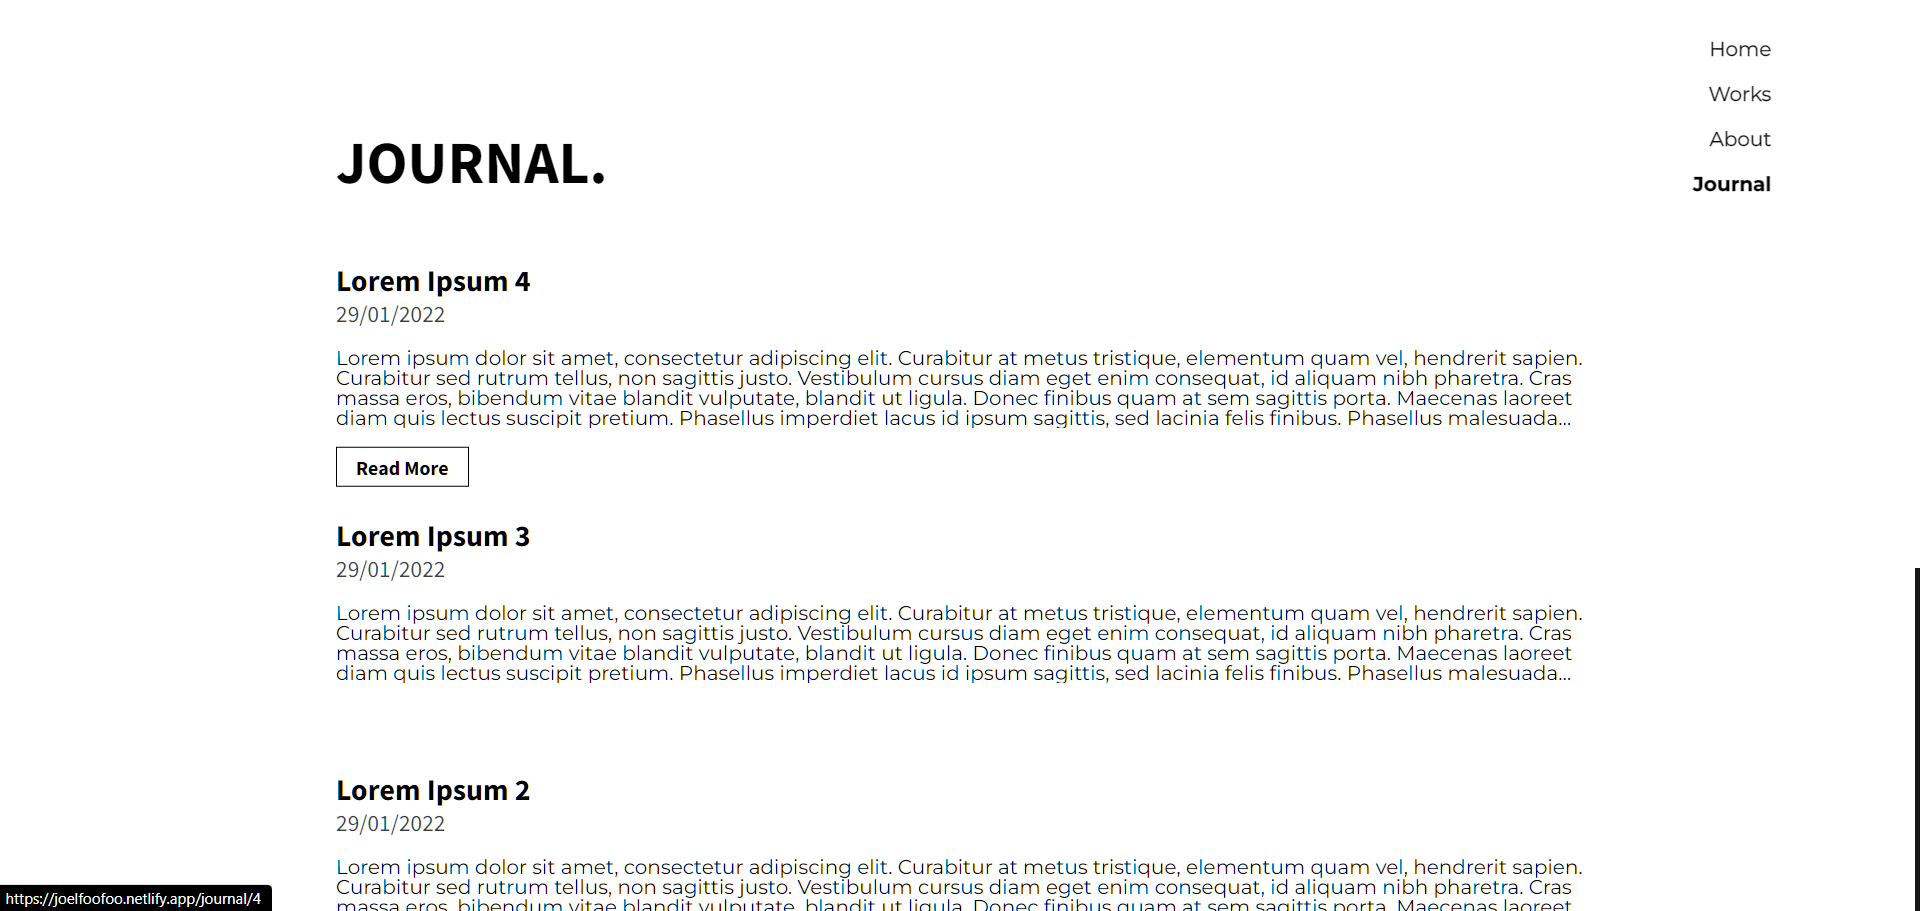 Home
Works
About
Journal
JOURNAL.
Lorem Ipsum 4
29/01/2022
Lorem ipsum dolor sit amet, consectetur adipiscing elit. Curabitur at metus tristique, elementum quam vel, hendrerit sapien.
Curabitur sed rutrum tellus, non sagittis justo. Vestibulum cursus diam eget enim consequat, id aliquam nibh pharetra. Cras
massa eros, bibendum vitae blandit vulputate, blandit ut ligula. Donec finibus quam at sem sagittis porta. Maecenas laoreet
diam quis lectus suscipit pretium. Phasellus imperdiet lacus id ipsum sagittis, sed lacinia felis finibus. Phasellus malesuada...
Read More
Lorem Ipsum 3
29/01/2022
Lorem ipsum dolor sit amet, consectetur adipiscing elit. Curabitur at metus tristique, elementum quam vel, hendrerit sapien.
Curabitur sed rutrum tellus, non sagittis justo. Vestibulum cursus diam eget enim consequat, id aliquam nibh pharetra. Cras
massa eros, bibendum vitae blandit vulputate, blandit ut ligula. Donec finibus quam at sem sagittis porta. Maecenas laoreet
diam quis lectus suscipit pretium. Phasellus imperdiet lacus id ipsum sagittis, sed lacinia felis finibus. Phasellus malesuada...
Lorem Ipsum 2
29/01/2022
Lorem ipsum dolor sit amet, consectetur adipiscing elit. Curabitur at metus tristique, elementum quam vel, hendrerit sapien.
Curabitur sed rutrum tellus, non sagittis justo. Vestibulum cursus diam eget enim consequat, id aliquam nibh pharetra. Cras
massa eros, bibendum vitae blandit vulputate, blandit ut ligula. Donec finibus quam at sem sagittis porta. Maecenas laoreet
https://joelfoofoo.netlify.app/journal/4